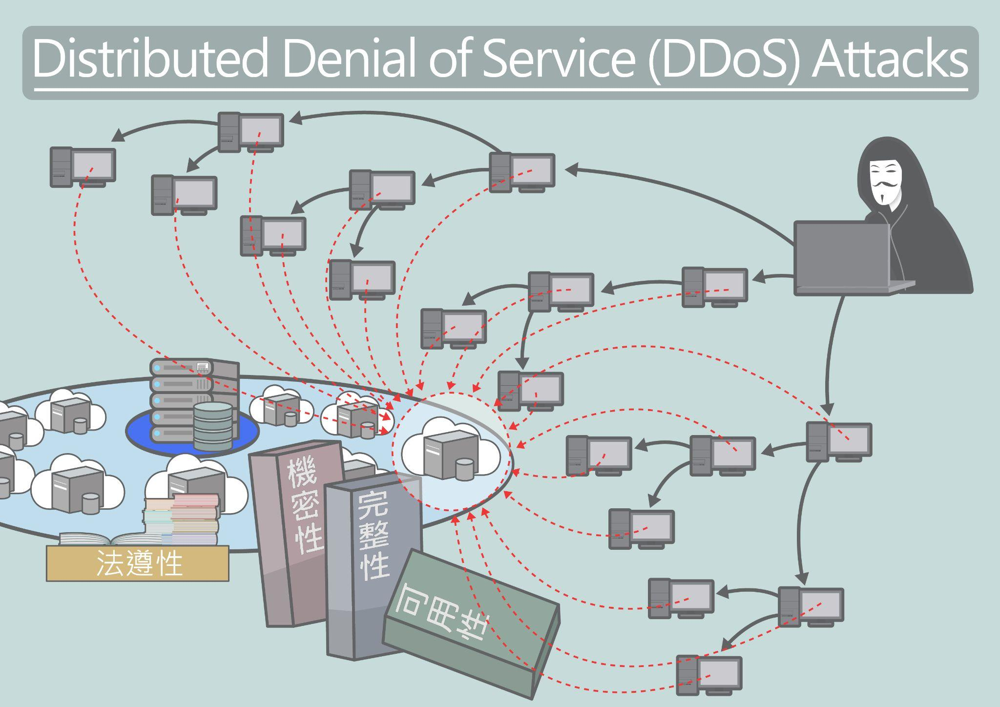 Distributed Denial of Service (DDoS) Attacks
機密性
完整性
可用性
法遵性